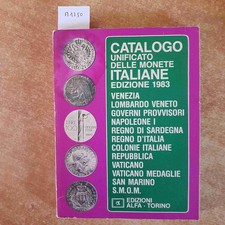 CATALOGO
UNIFICATO
DELLE MONETE
ITALIANE
EDIZIONE 1983
VENEZIA
LOMBARDO VENETO
GOVERNI PROVVISORI
NAPOLEONE I
REGNO DI SARDEGNA
REGNO D'ITALIA
COLONIE ITALIANE
REPUBBLICA
VATICANO
VATICANO MEDAGLIE
SAN MARINO
S.M.O.M.
α EDIZIONI
ALFA - TORINO